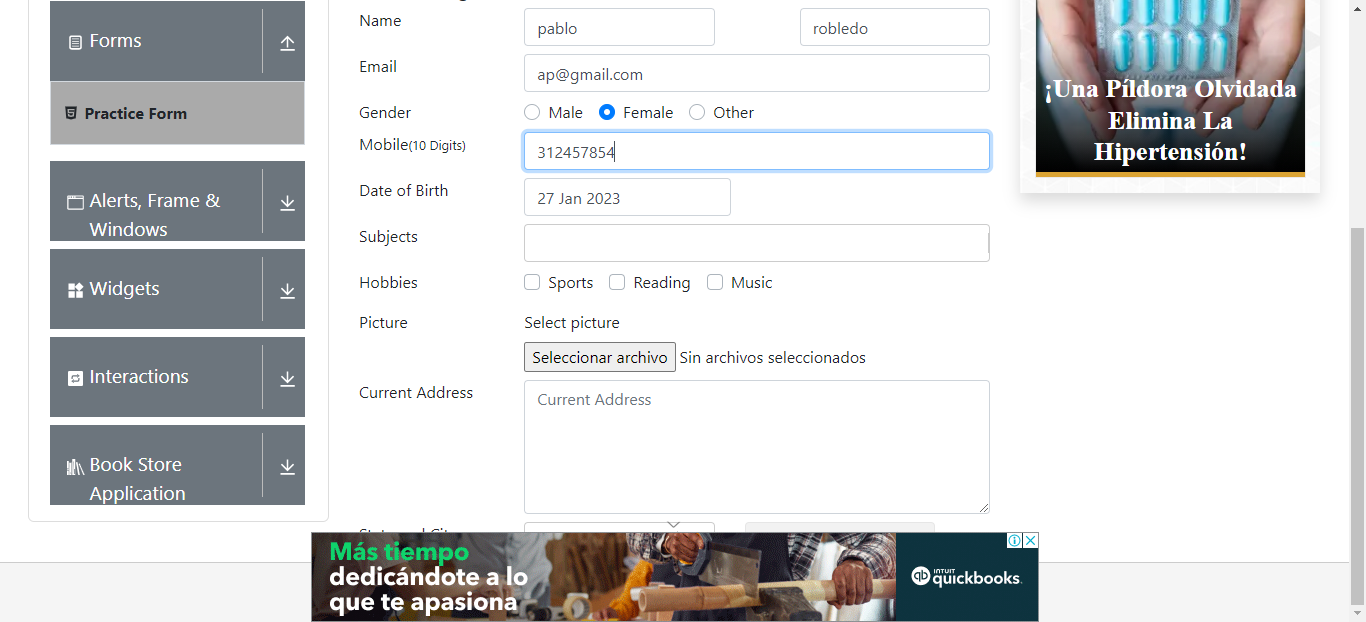 Forms
Practice Form
Alerts, Frame &
Windows
Widgets
Interactions
Book Store
Application
Name
pablo
robledo
Email
ap@gmail.com
Gender
Male
Female
Other
Mobile(10 Digits)
312457854
Date of Birth
27 Jan 2023
Subjects
Hobbies
Sports
Reading
Music
Picture
Select picture
Seleccionar archivo Sin archivos seleccionados
Current Address
Current Address
¡Una Píldora Olvidada
Elimina La
Hipertensión!
Más tiempo
dedicándote a lo
que te apasiona
INTUIT
quickbooks.